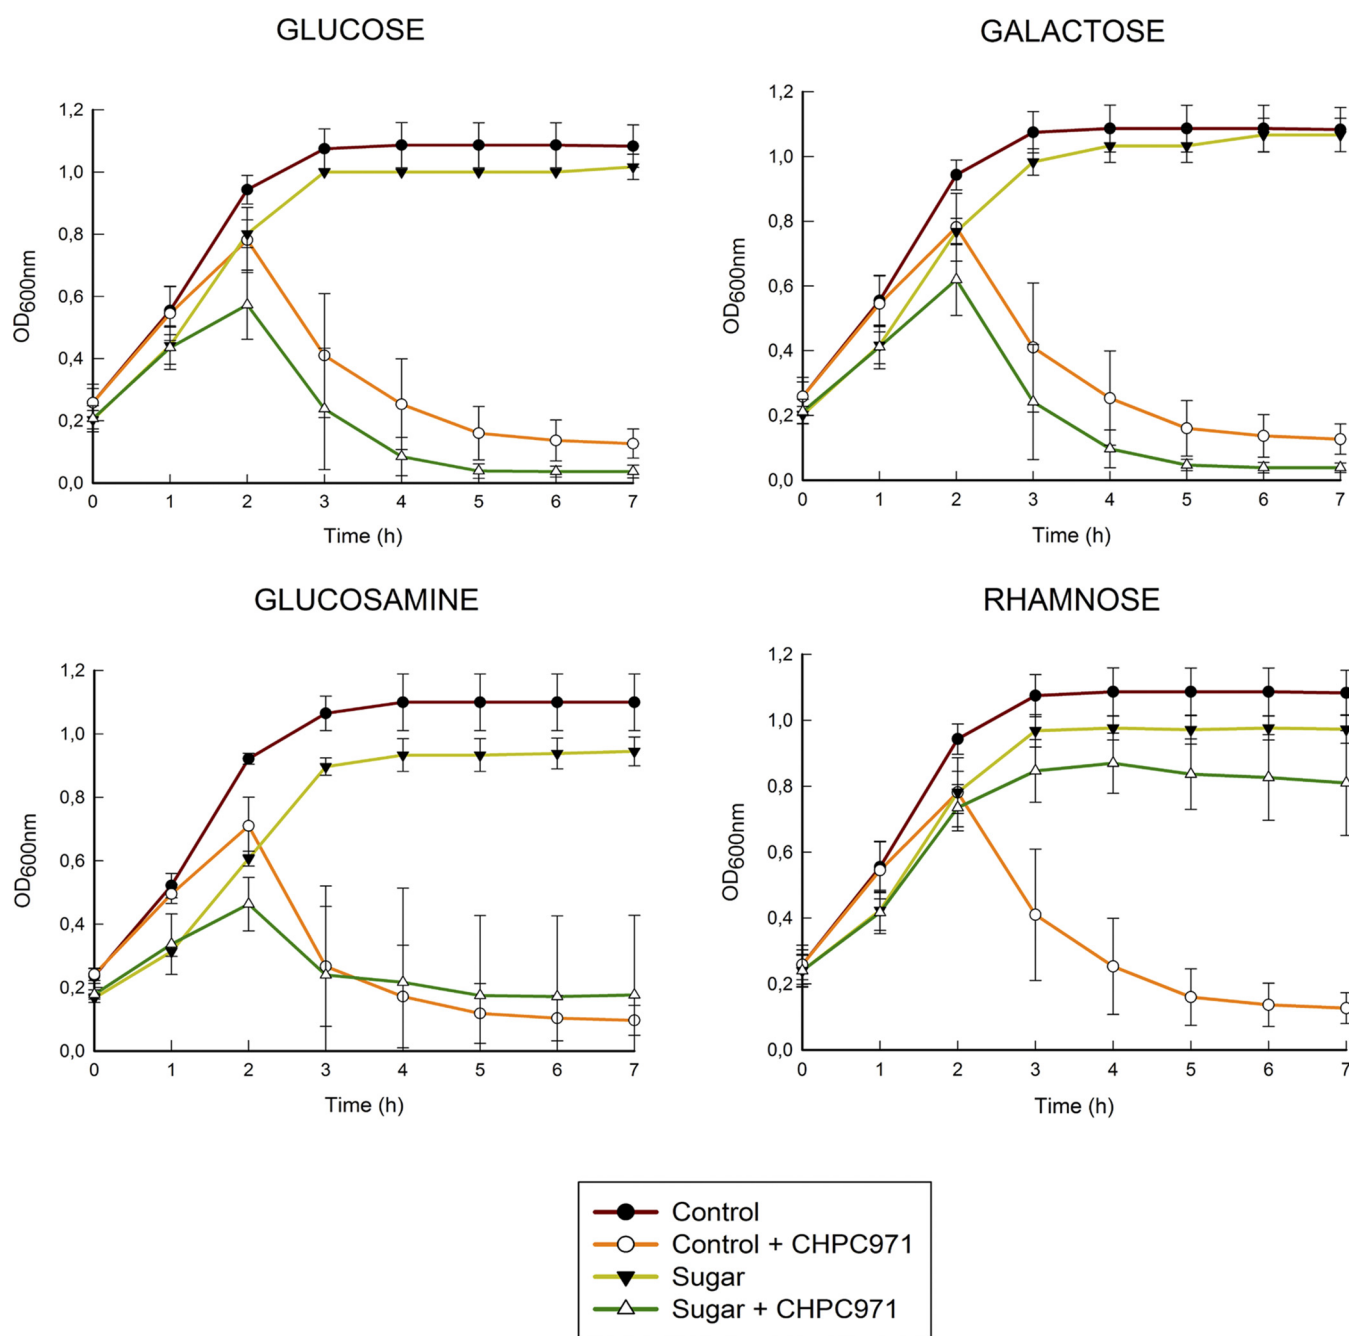 GLUCOSE
1,2
1,0
0,8
0,6
0,4
0,2
0,0
OD600nm
0 1 2 3 4 5 6 7
Time (h)
GALACTOSE
1,2
1,0
0,8
0,6
0,4
0,2
0,0
OD600nm
0 1 2 3 4 5 6 7
Time (h)
GLUCOSAMINE
1,2
1,0
0,8
0,6
0,4
0,2
0,0
OD600nm
0 1 2 3 4 5 6 7
Time (h)
RHAMNOSE
1,2
1,0
0,8
0,6
0,4
0,2
0,0
OD600nm
0 1 2 3 4 5 6 7
Time (h)
Control
Control + CHPC971
Sugar
Sugar + CHPC971